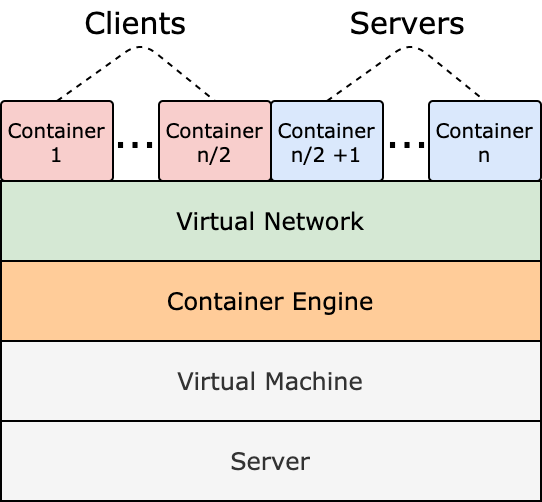 Clients
Servers
Container
1
...
Container
n/2
Container
n/2 +1
...
Container
n
Virtual Network
Container Engine
Virtual Machine
Server